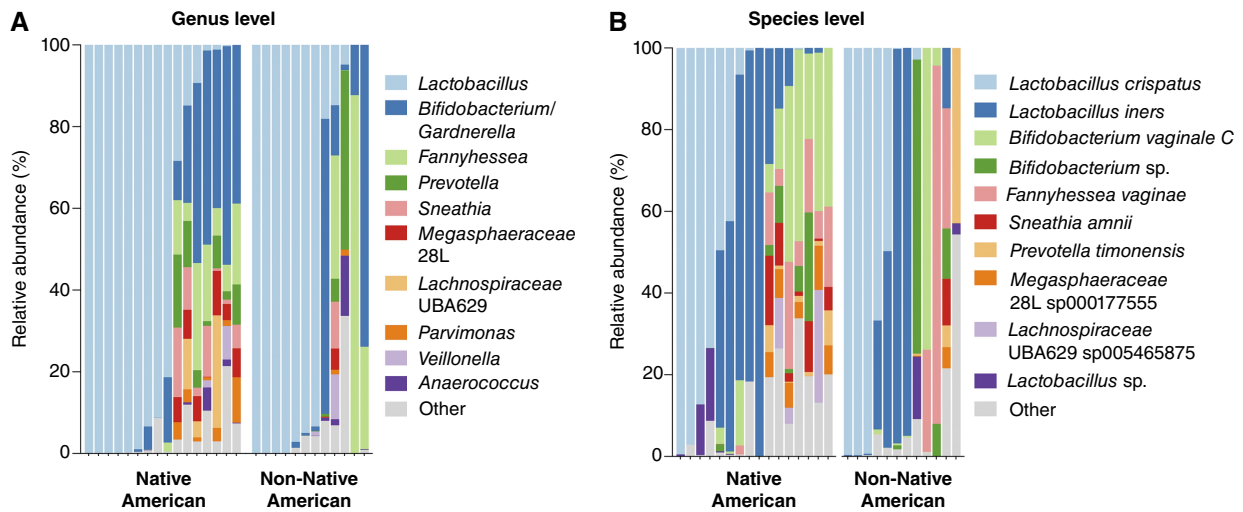 A
Genus level
Relative abundance (%)
100
80
60
40
20
0
Native
American
Non-Native
American
Lactobacillus
Bifidobacterium/
Gardnerella
Fannyhessea
Prevotella
Sneathia
Megasphaeraceae
28L
Lachnospiraceae
UBA629
Parvimonas
Veillonella
Anaerococcus
Other
B
Species level
Relative abundance (%)
100
80
60
40
20
0
Native
American
Non-Native
American
Lactobacillus crispatus
Lactobacillus iners
Bifidobacterium vaginale C
Bifidobacterium sp.
Fannyhessea vaginae
Sneathia amnii
Prevotella timonensis
Megasphaeraceae
28L sp000177555
Lachnospiraceae
UBA629 sp005465875
Lactobacillus sp.
Other